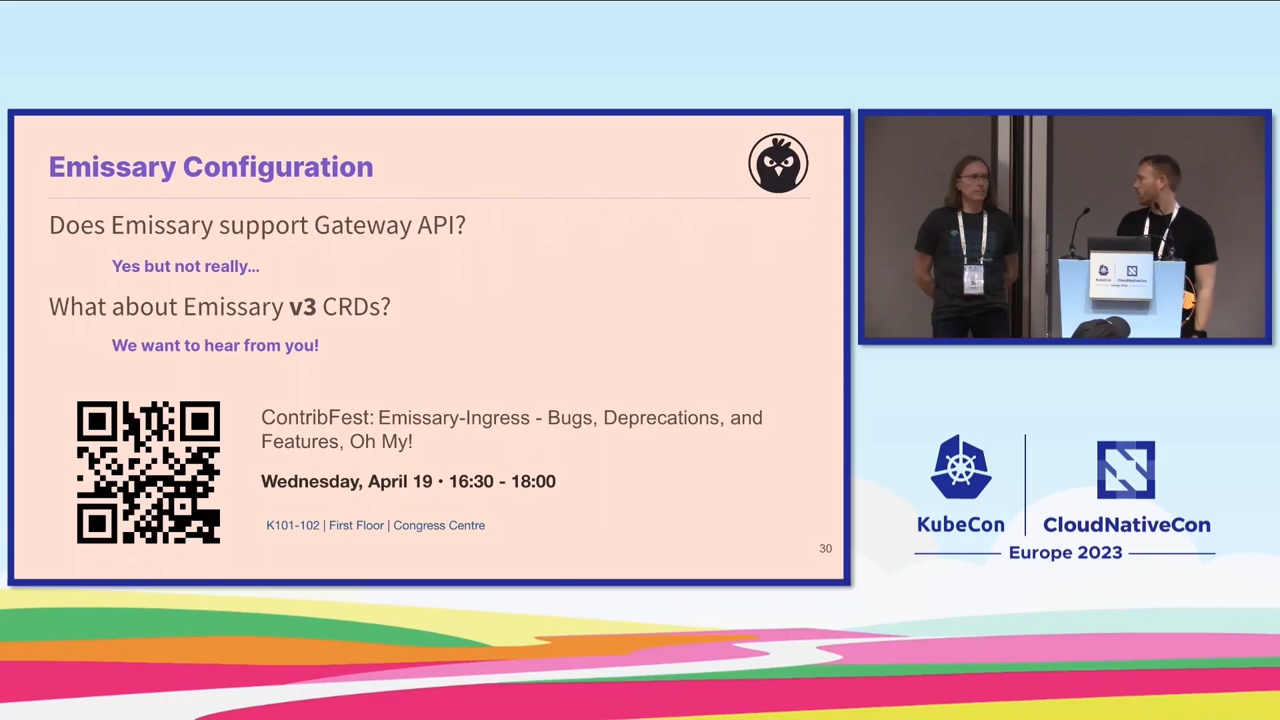 Emissary Configuration
Does Emissary support Gateway API?
Yes but not really...
What about Emissary v3 CRDs?
We want to hear from you!
ContribFest: Emissary-Ingress - Bugs, Deprecations, and
Features, Oh My!
Wednesday, April 19 • 16:30 - 18:00
K101-102 | First Floor | Congress Centre
30
KubeCon
CloudNativeCon
Europe 2023